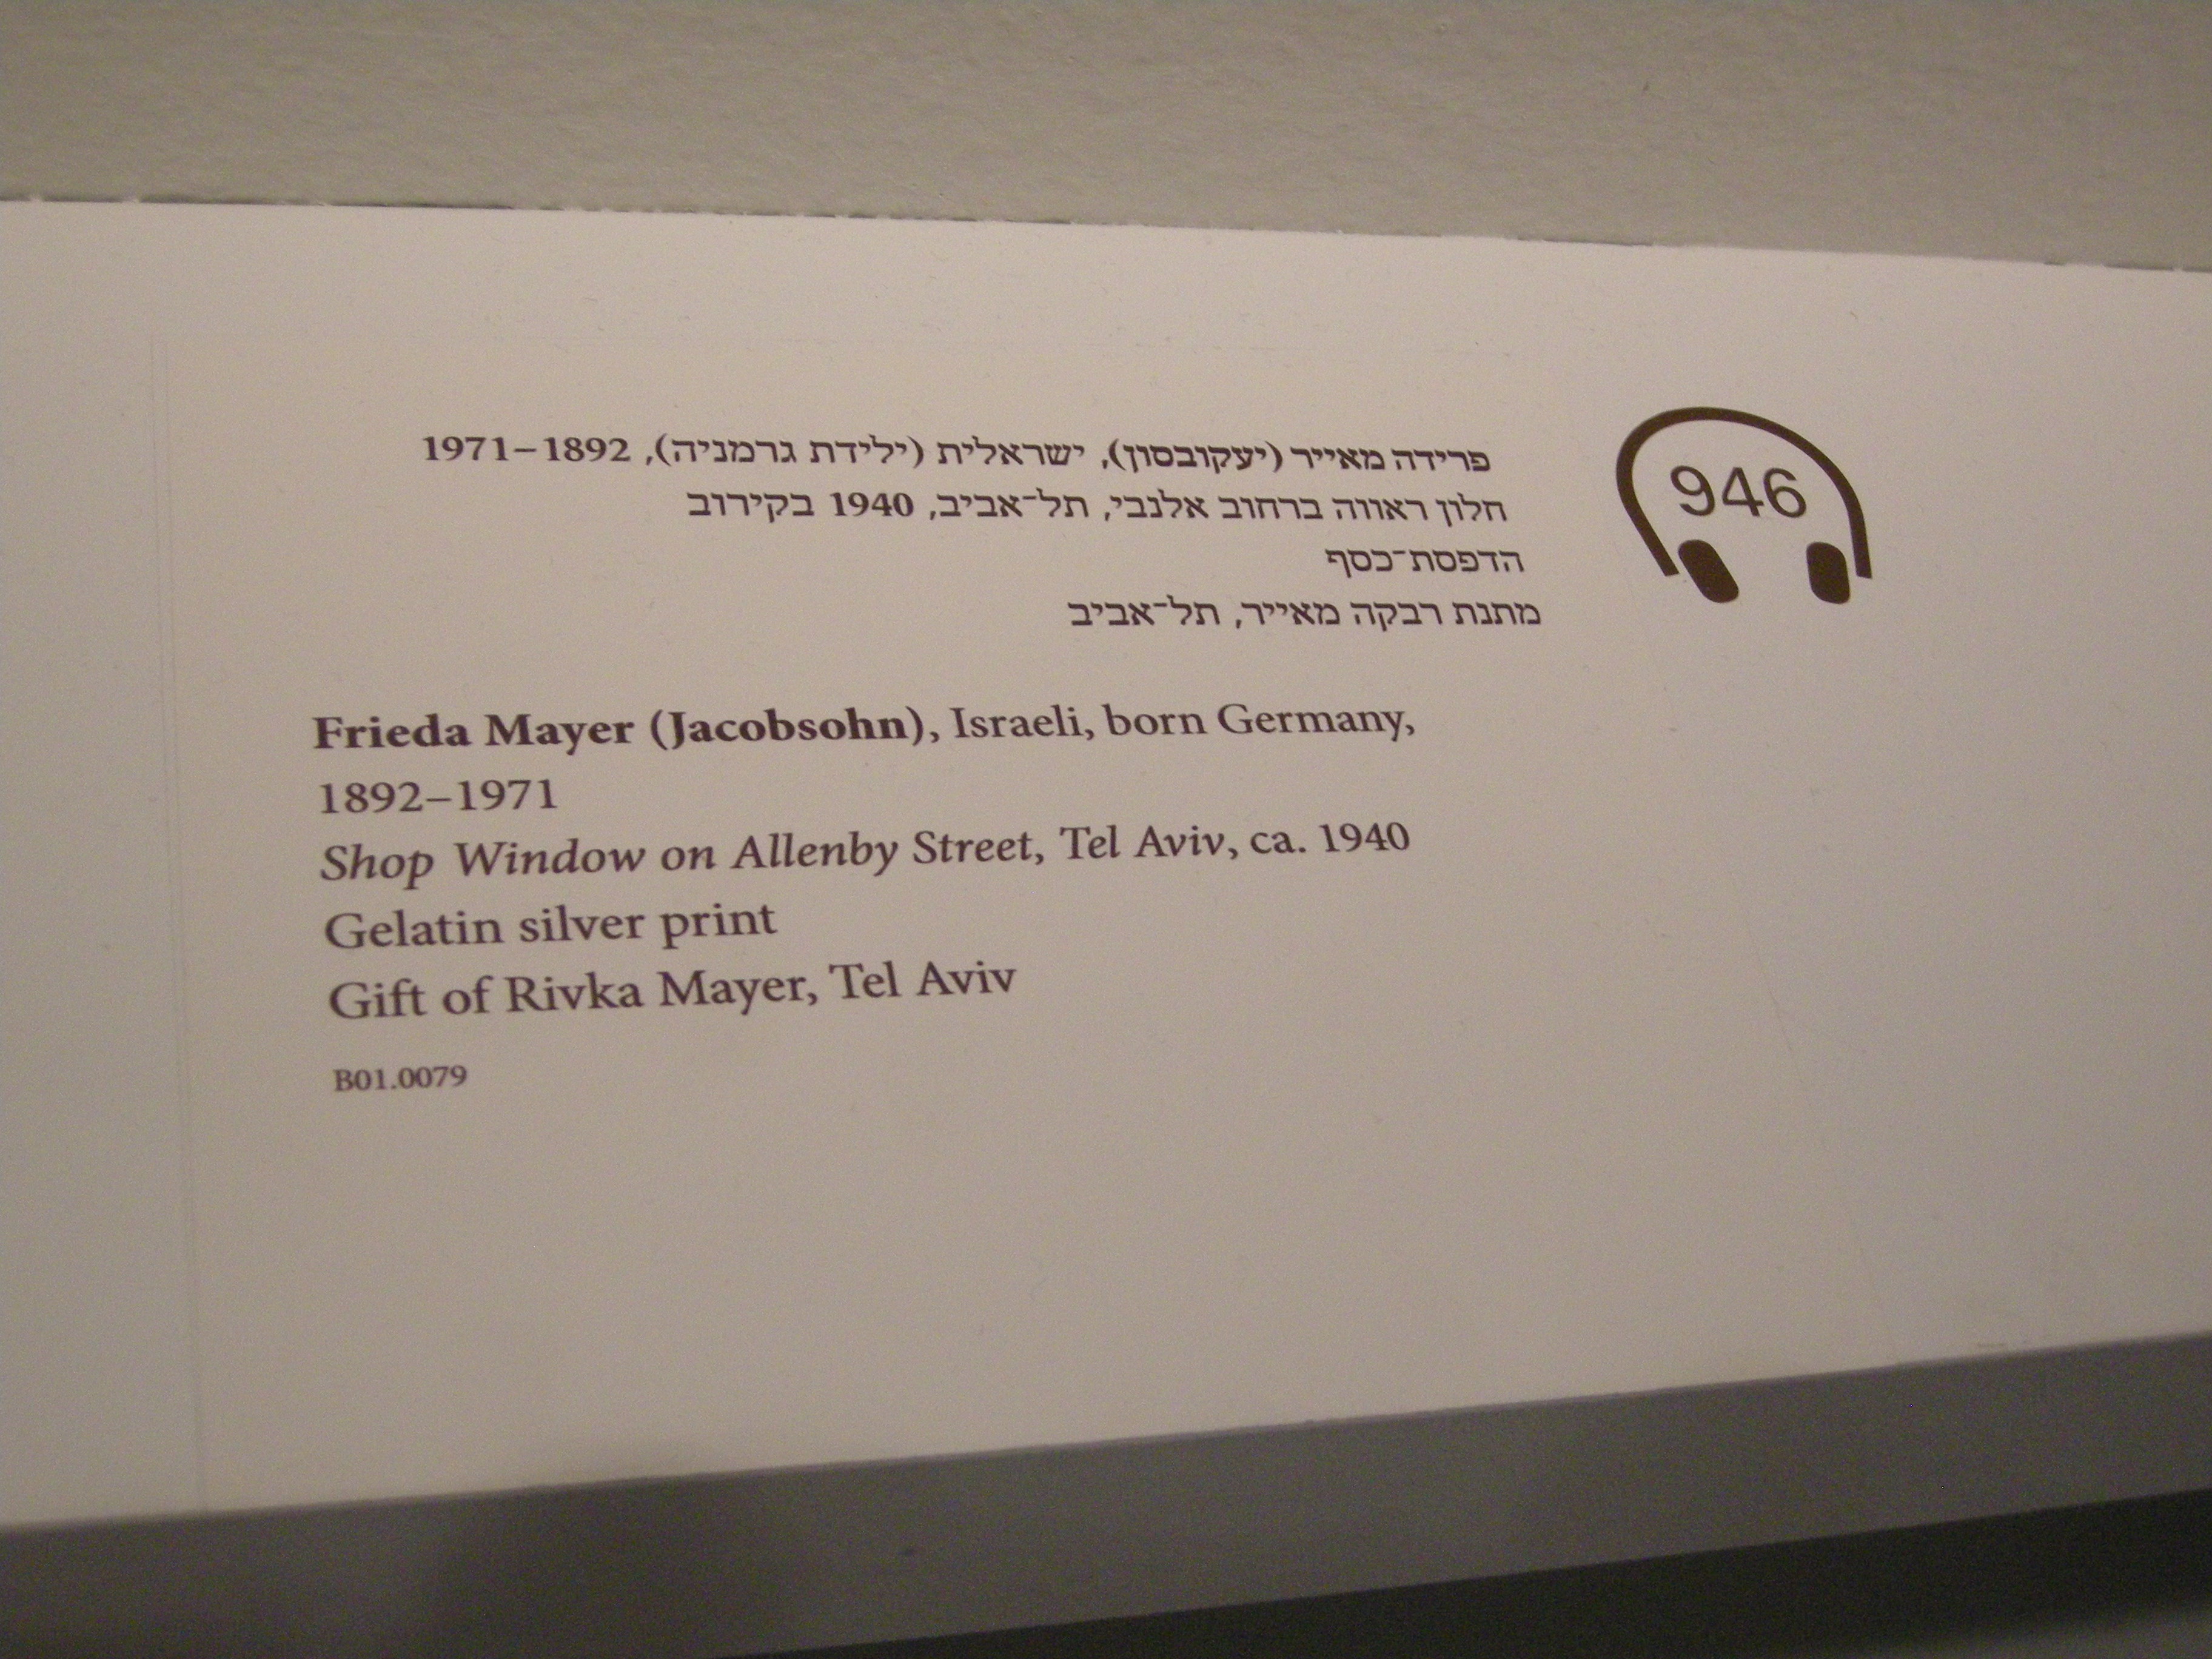 פרידה מאייר (יעקובסון), ישראלית (ילידת גרמניה), 1892–1971
חלון ראווה ברחוב אלנבי, תל־אביב, 1940 בקירוב
הדפסת־כסף
מתנת רבקה מאייר, תל־אביב
946
Frieda Mayer (Jacobsohn), Israeli, born Germany,
1892–1971
Shop Window on Allenby Street, Tel Aviv, ca. 1940
Gelatin silver print
Gift of Rivka Mayer, Tel Aviv
B01.0079